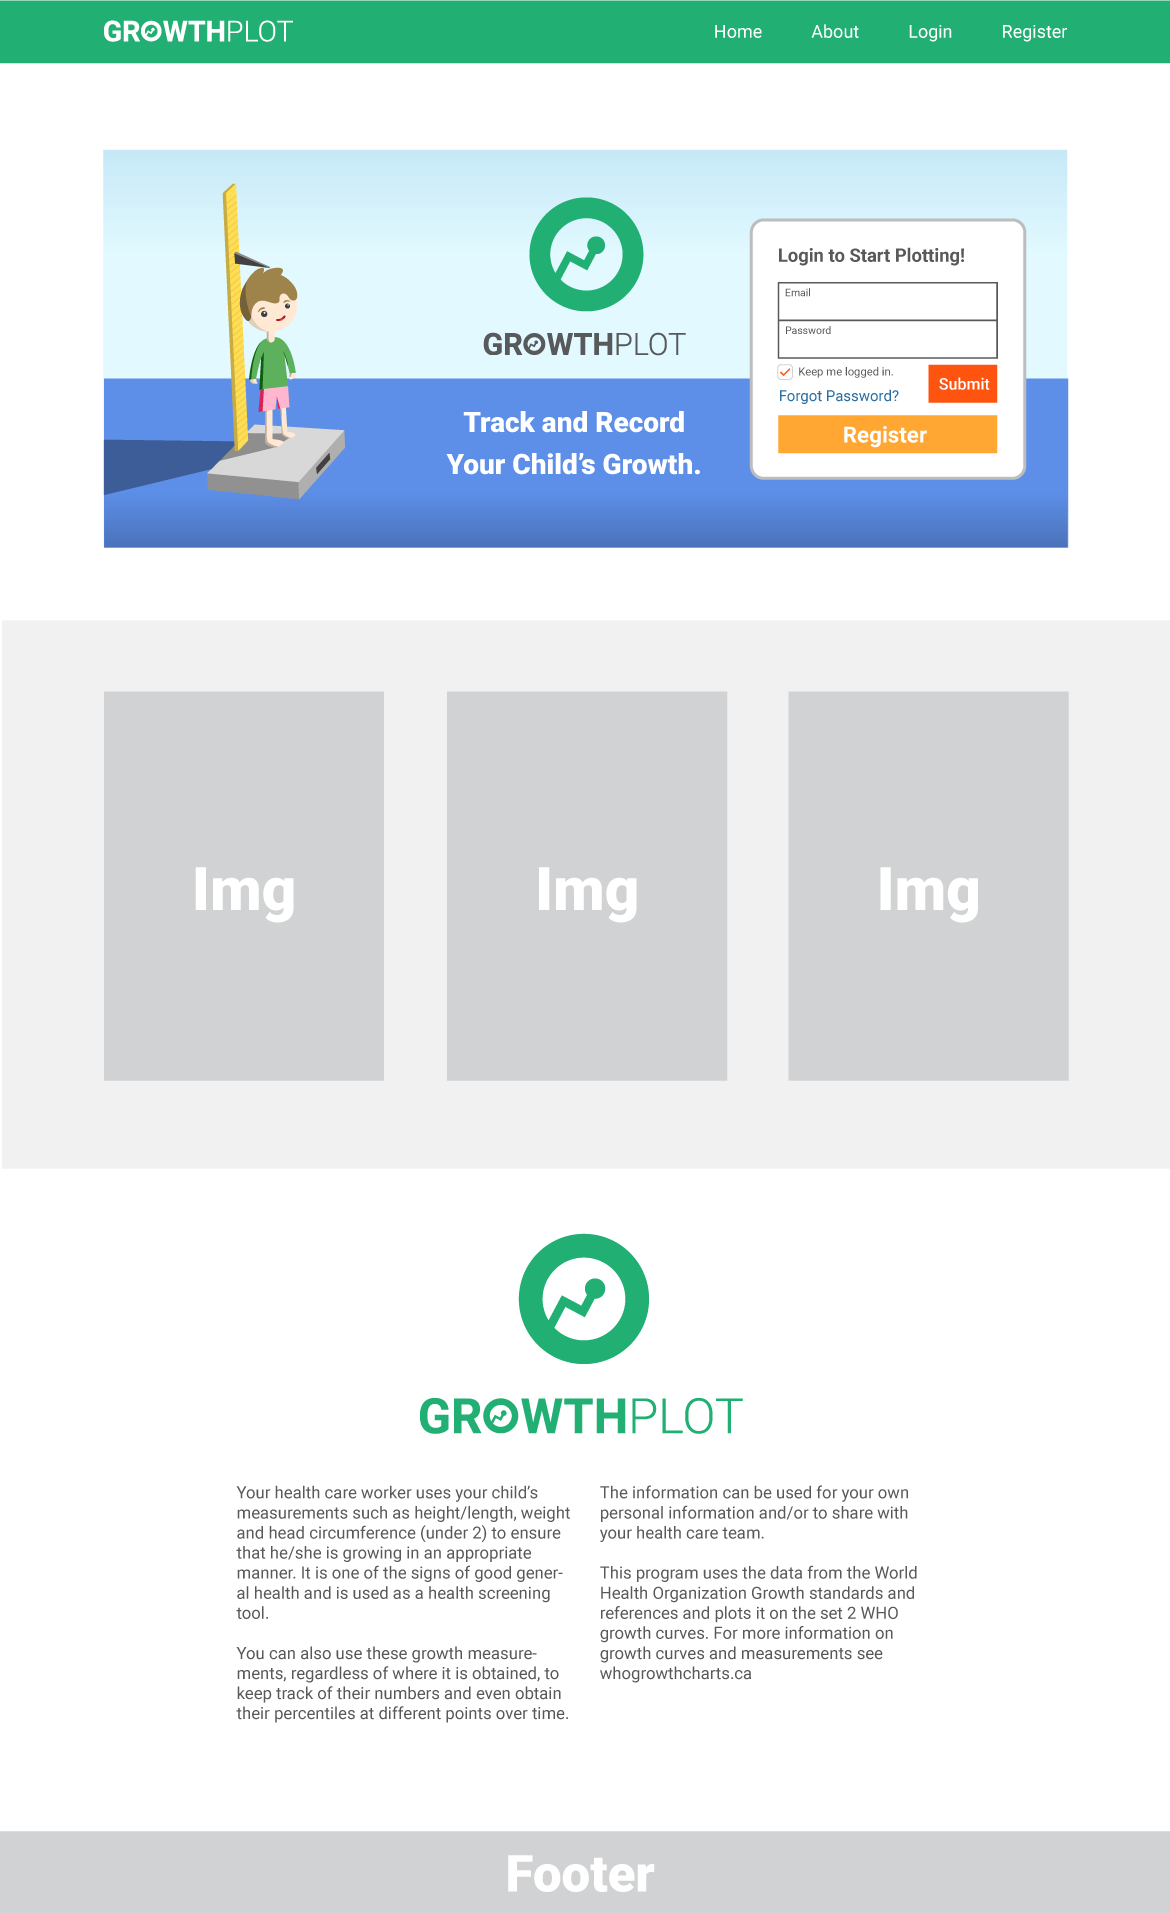 GROWTHPLOT
Home
About
Login
Register
GROWTHPLOT
Track and Record
Your Child's Growth.
Login to Start Plotting!
Email
Password
Keep me logged in.
Forgot Password?
Submit
Register
Img
Img
Img
GROWTHPLOT
Your health care worker uses your child's
measurements such as height/length, weight
and head circumference (under 2) to ensure
that he/she is growing in an appropriate
manner. It is one of the signs of good gener-
al health and is used as a health screening
tool.
You can also use these growth measure-
ments, regardless of where it is obtained, to
keep track of their numbers and even obtain
their percentiles at different points over time.
The information can be used for your own
personal information and/or to share with
your health care team.
This program uses the data from the World
Health Organization Growth standards and
references and plots it on the set 2 WHO
growth curves. For more information on
growth curves and measurements see
whogrowthcharts.ca
Footer